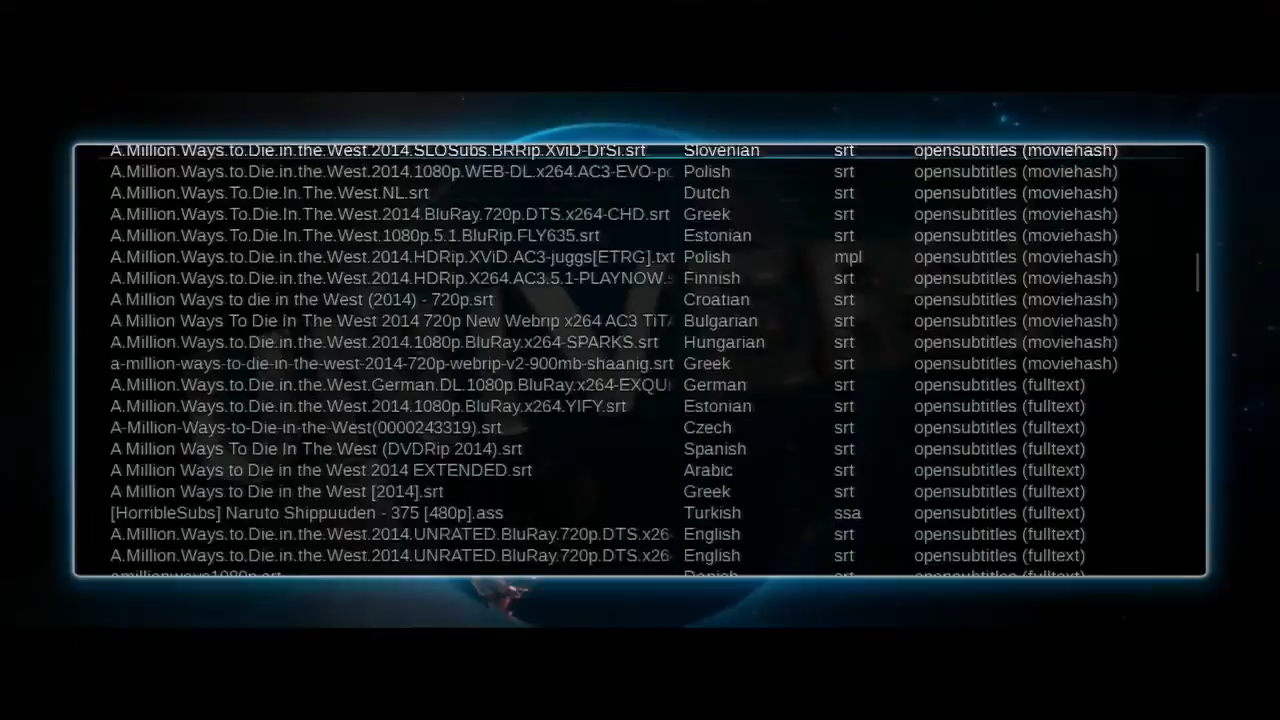 A.Million.Ways.to.Die.in.the.West.2014.SLOSubs.BRRip.XviD-DrSi.srt Slovenian srt opensubtitles (moviehash)
A.Million.Ways.to.Die.in.the.West.2014.1080p.WEB-DL.x264.AC3-EVO-p Polish srt opensubtitles (moviehash)
A.Million.Ways.To.Die.In.The.West.NL.srt Dutch srt opensubtitles (moviehash)
A.Million.Ways.To.Die.In.The.West.2014.BluRay.720p.DTS.x264-CHD.srt Greek srt opensubtitles (moviehash)
A.Million.Ways.To.Die.In.The.West.1080p.5.1.BluRip.FLY635.srt Estonian srt opensubtitles (moviehash)
A.Million.Ways.to.Die.in.the.West.2014.HDRip.XViD.AC3-juggs[ETRG].txt Polish mpl opensubtitles (moviehash)
A.Million.Ways.to.Die.in.the.West.2014.HDRip.X264.AC3.5.1-PLAYNOW.s Finnish srt opensubtitles (moviehash)
A Million Ways to die in the West (2014) - 720p.srt Croatian srt opensubtitles (moviehash)
A Million Ways To Die In The West 2014 720p New Webrip x264 AC3 TiTA Bulgarian srt opensubtitles (moviehash)
A.Million.Ways.to.Die.in.the.West.2014.1080p.BluRay.x264-SPARKS.srt Hungarian srt opensubtitles (moviehash)
a-million-ways-to-die-in-the-west-2014-720p-webrip-v2-900mb-shaanig.srt Greek srt opensubtitles (moviehash)
A.Million.Ways.to.Die.in.the.West.German.DL.1080p.BluRay.x264-EXQUI German srt opensubtitles (fulltext)
A.Million.Ways.to.Die.in.the.West.2014.1080p.BluRay.x264.YIFY.srt Estonian srt opensubtitles (fulltext)
A-Million-Ways-to-Die-in-the-West(0000243319).srt Czech srt opensubtitles (fulltext)
A Million Ways To Die In The West (DVDRip 2014).srt Spanish srt opensubtitles (fulltext)
A Million Ways to Die in the West 2014 EXTENDED.srt Arabic srt opensubtitles (fulltext)
A Million Ways to Die in the West [2014].srt Greek srt opensubtitles (fulltext)
[HorribleSubs] Naruto Shippuuden - 375 [480p].ass Turkish ssa opensubtitles (fulltext)
A.Million.Ways.to.Die.in.the.West.2014.UNRATED.BluRay.720p.DTS.x26 English srt opensubtitles (fulltext)
A.Million.Ways.to.Die.in.the.West.2014.UNRATED.BluRay.720p.DTS.x26 English srt opensubtitles (fulltext)
amillionways1080p.srt Danish srt opensubtitles (fulltext)